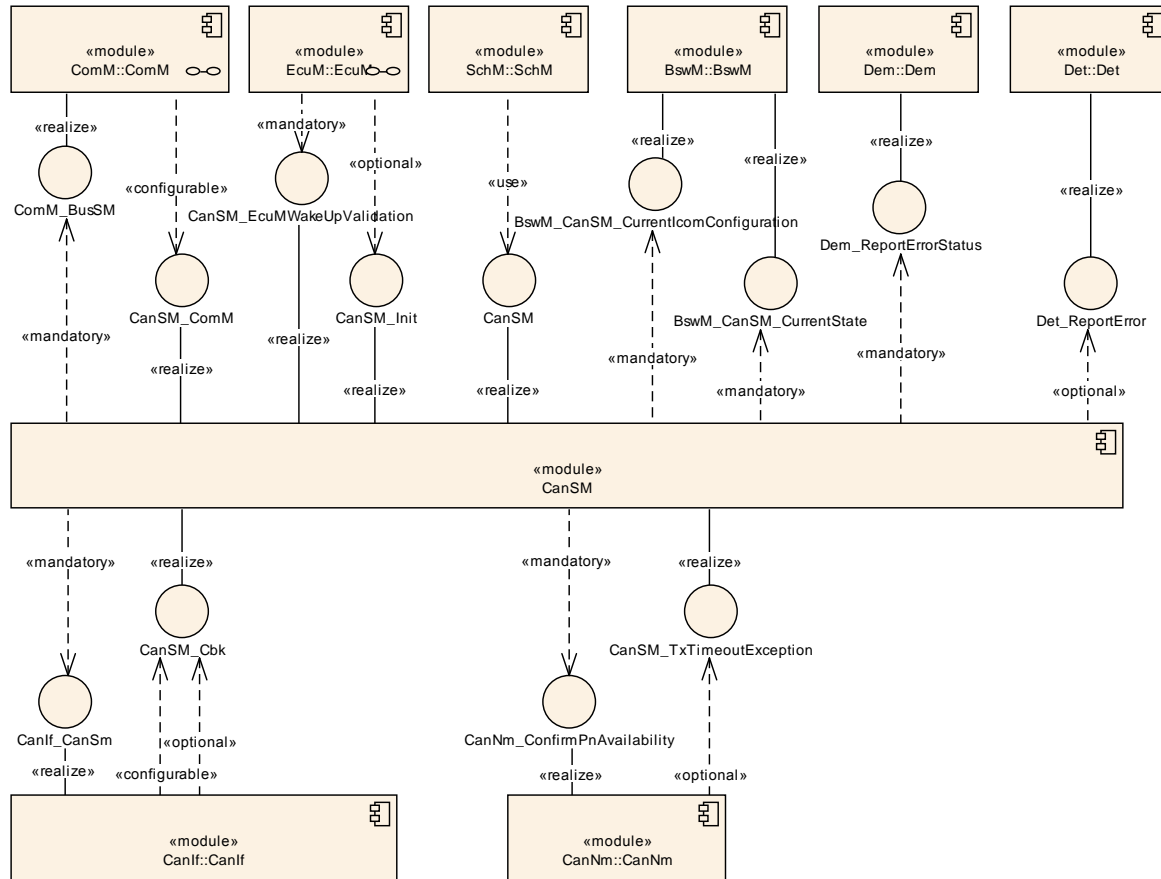 «module»
ComM::ComM
«module»
EcuM::EcuM
«module»
SchM::SchM
«module»
BswM::BswM
«module»
Dem::Dem
«module»
Det::Det
«realize»
«mandatory»
«realize»
«realize»
«realize»
«optional»
«configurable»
«use»
«realize»
ComM_BusSM
CanSM_EcuMWakeUpValidation
BswM_CanSM_CurrentIcomConfiguration
Dem_ReportErrorStatus
CanSM_ComM
CanSM_Init
CanSM
BswM_CanSM_CurrentState
Det_ReportError
«mandatory»
«realize»
«realize»
«realize»
«realize»
«mandatory»
«mandatory»
«mandatory»
«optional»
«module»
CanSM
«mandatory»
«realize»
«mandatory»
«realize»
CanSM_Cbk
CanSM_TxTimeoutException
CanIf_CanSm
CanNm_ConfirmPnAvailability
«optional»
«realize»
«configurable»
«realize»
«optional»
«module»
CanIf::CanIf
«module»
CanNm::CanNm